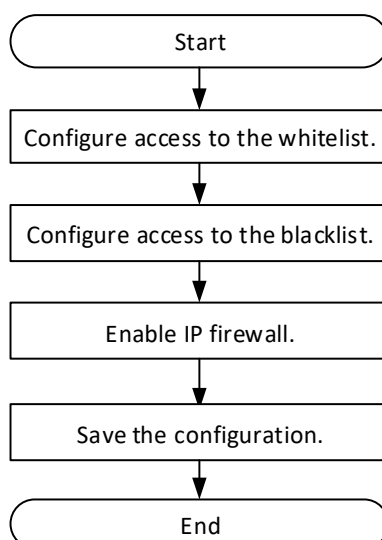 Start
Configure access to the whitelist.
Configure access to the blacklist.
Enable IP firewall.
Save the configuration.
End